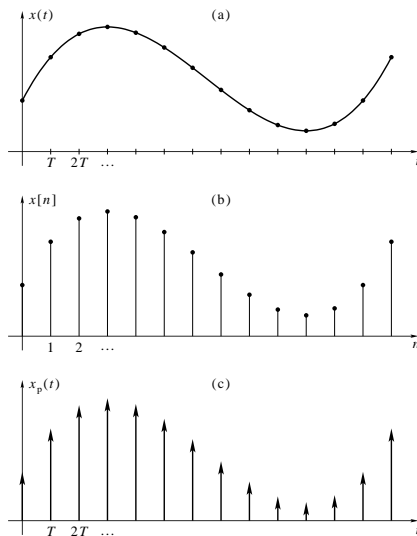 x(t) (a)
T 2T ...
t
x[n] (b)
1 2 ...
n
x_p(t) (c)
T 2T ...
t